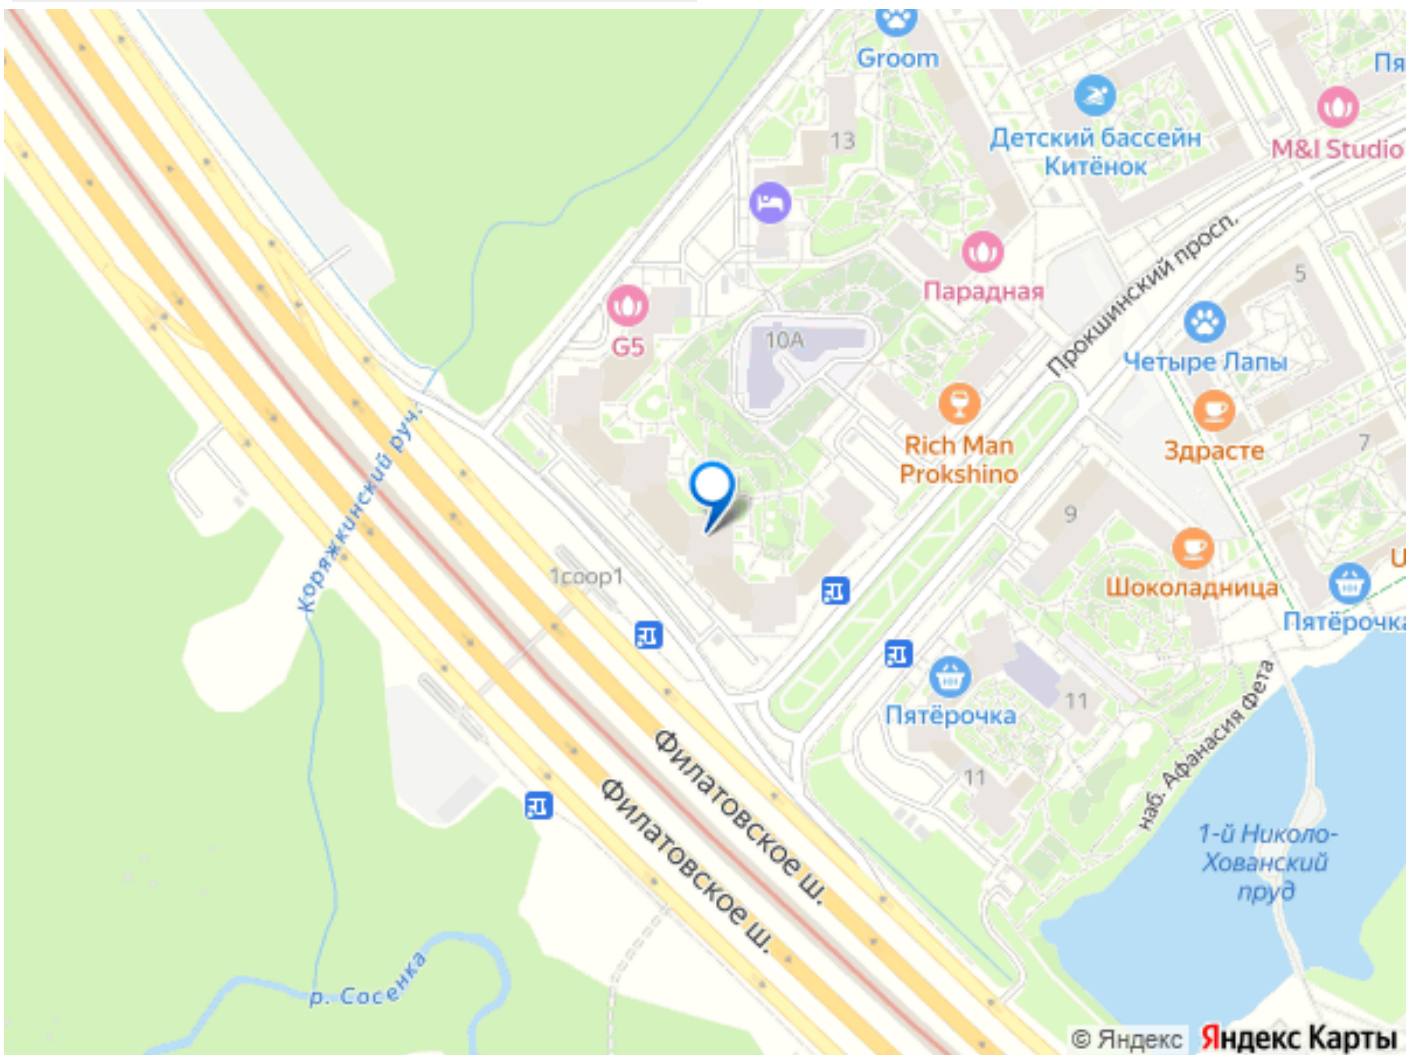 Groom
Пя
Детский бассейн
Китёнок
M&I Studio
13
Прокшинский просп.
Парадная
5
G5
10А
Четыре Лапы
Rich Man
Prokshino
Здрасте
7
Коряжкинский руч.
9
1соор1
Шоколадница
U
Пятёрочка
Пятёрочка
11
наб. Афанасия Фета
11
Филатовское ш.
Филатовское ш.
1-й Николо-
Хованский
пруд
р. Сосенка
© Яндекс Яндекс Карты